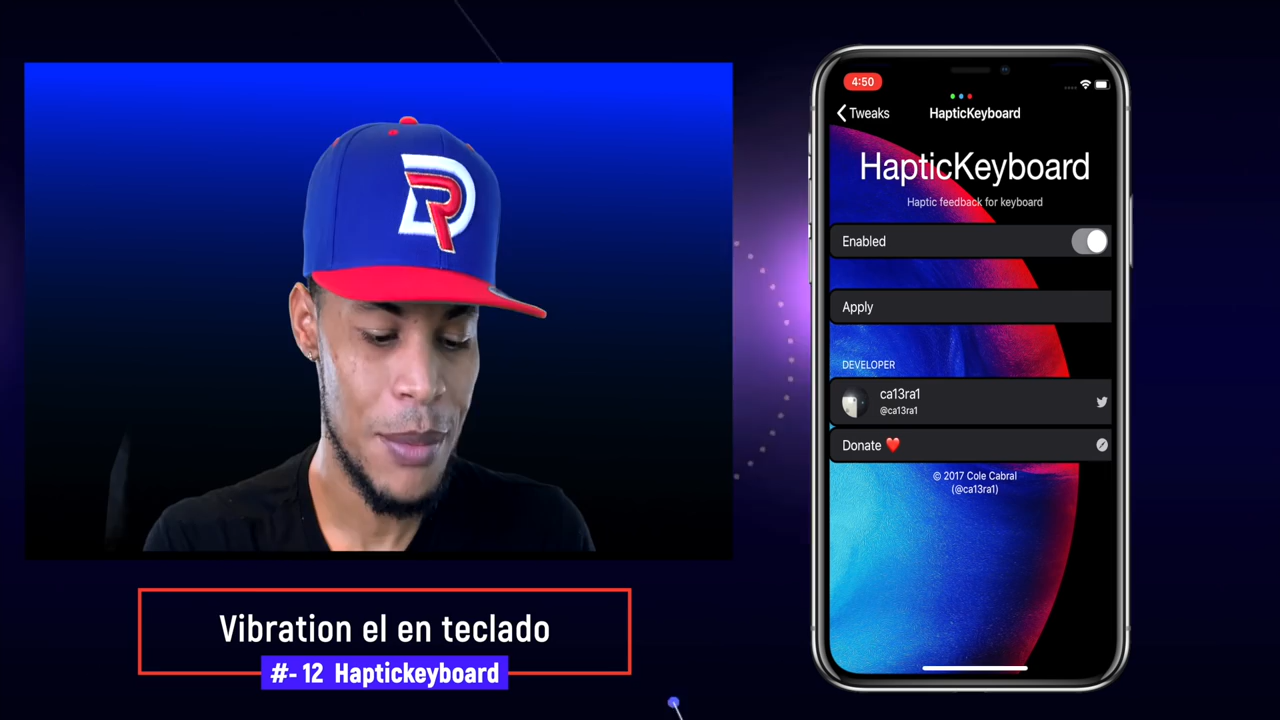 DR
4:50
Tweaks
HapticKeyboard
HapticKeyboard
Haptic feedback for keyboard
Enabled
Apply
DEVELOPER
ca13ra1
@ca13ra1
Donate ❤️
© 2017 Cole Cabral
(@ca13ra1)
Vibration el en teclado
#- 12 Haptickeyboard